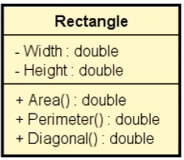 Rectangle
- Width : double
- Height : double
+ Area() : double
+ Perimeter() : double
+ Diagonal() : double